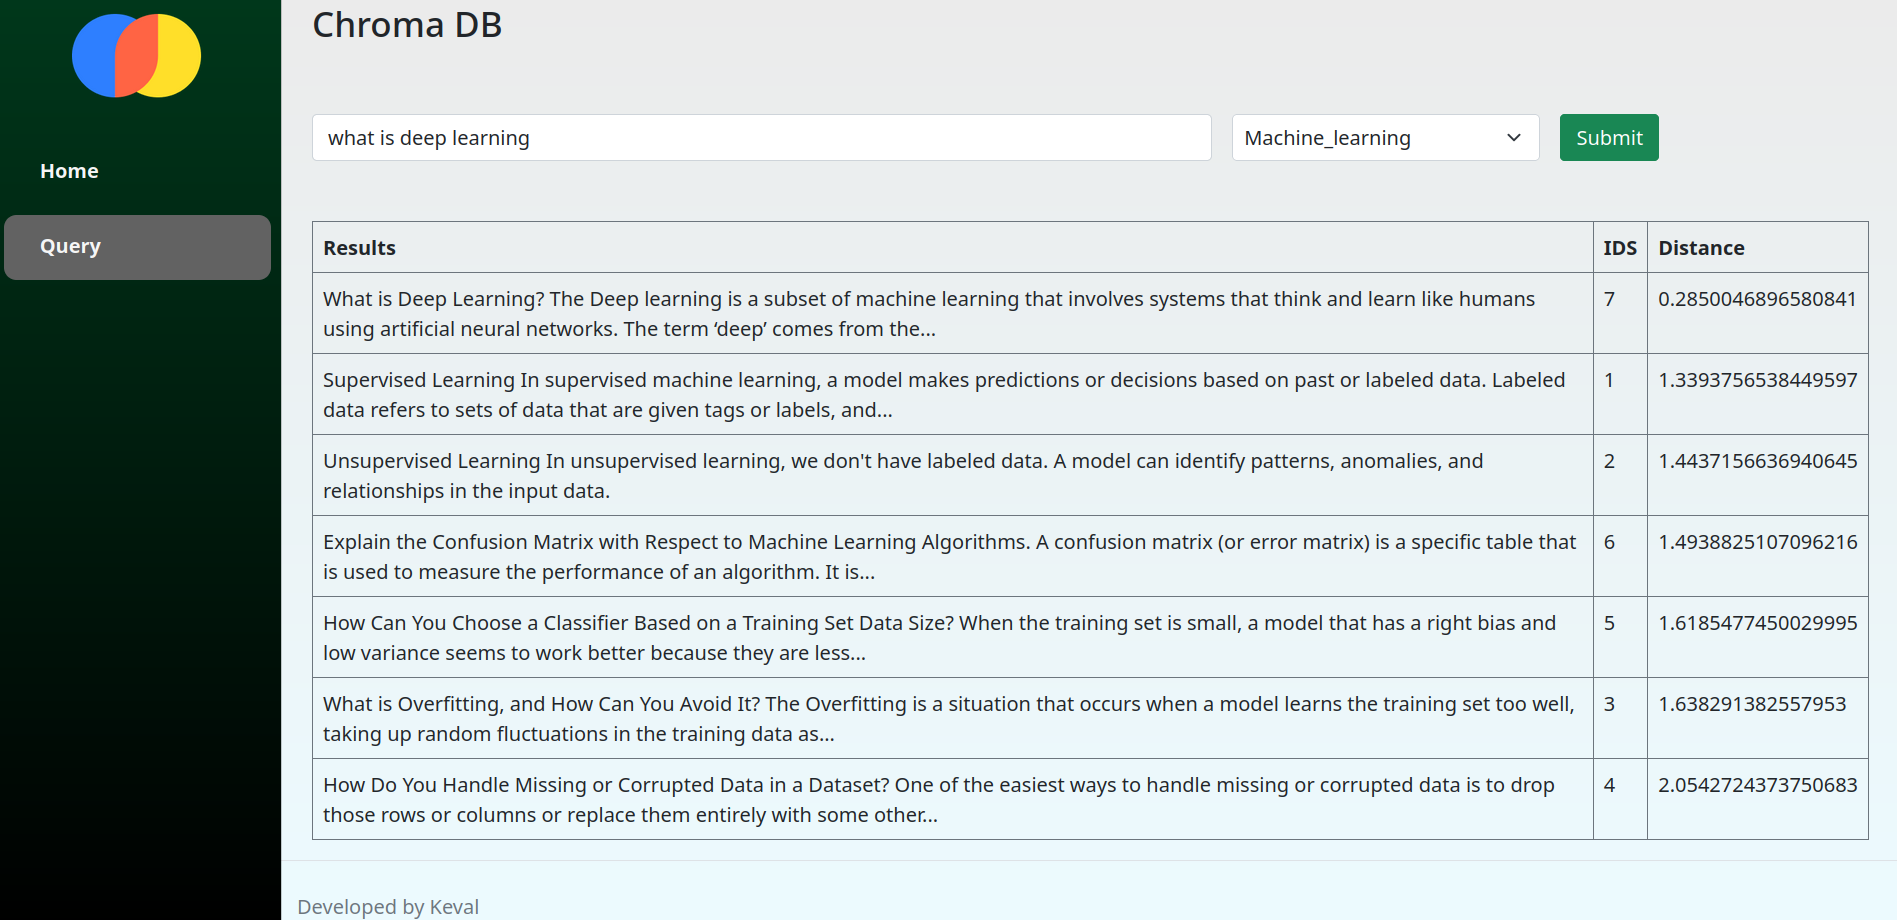 Chroma DB
Home
Query
what is deep learning
Machine_learning
Submit
Results
IDS
Distance
What is Deep Learning? The Deep learning is a subset of machine learning that involves systems that think and learn like humans
using artificial neural networks. The term ‘deep’ comes from the...
7
0.2850046896580841
Supervised Learning In supervised machine learning, a model makes predictions or decisions based on past or labeled data. Labeled
data refers to sets of data that are given tags or labels, and...
1
1.3393756538449597
Unsupervised Learning In unsupervised learning, we don't have labeled data. A model can identify patterns, anomalies, and
relationships in the input data.
2
1.4437156636940645
Explain the Confusion Matrix with Respect to Machine Learning Algorithms. A confusion matrix (or error matrix) is a specific table that
is used to measure the performance of an algorithm. It is...
6
1.4938825107096216
How Can You Choose a Classifier Based on a Training Set Data Size? When the training set is small, a model that has a right bias and
low variance seems to work better because they are less...
5
1.6185477450029995
What is Overfitting, and How Can You Avoid It? The Overfitting is a situation that occurs when a model learns the training set too well,
taking up random fluctuations in the training data as...
3
1.638291382557953
How Do You Handle Missing or Corrupted Data in a Dataset? One of the easiest ways to handle missing or corrupted data is to drop
those rows or columns or replace them entirely with some other...
4
2.0542724373750683
Developed by Keval